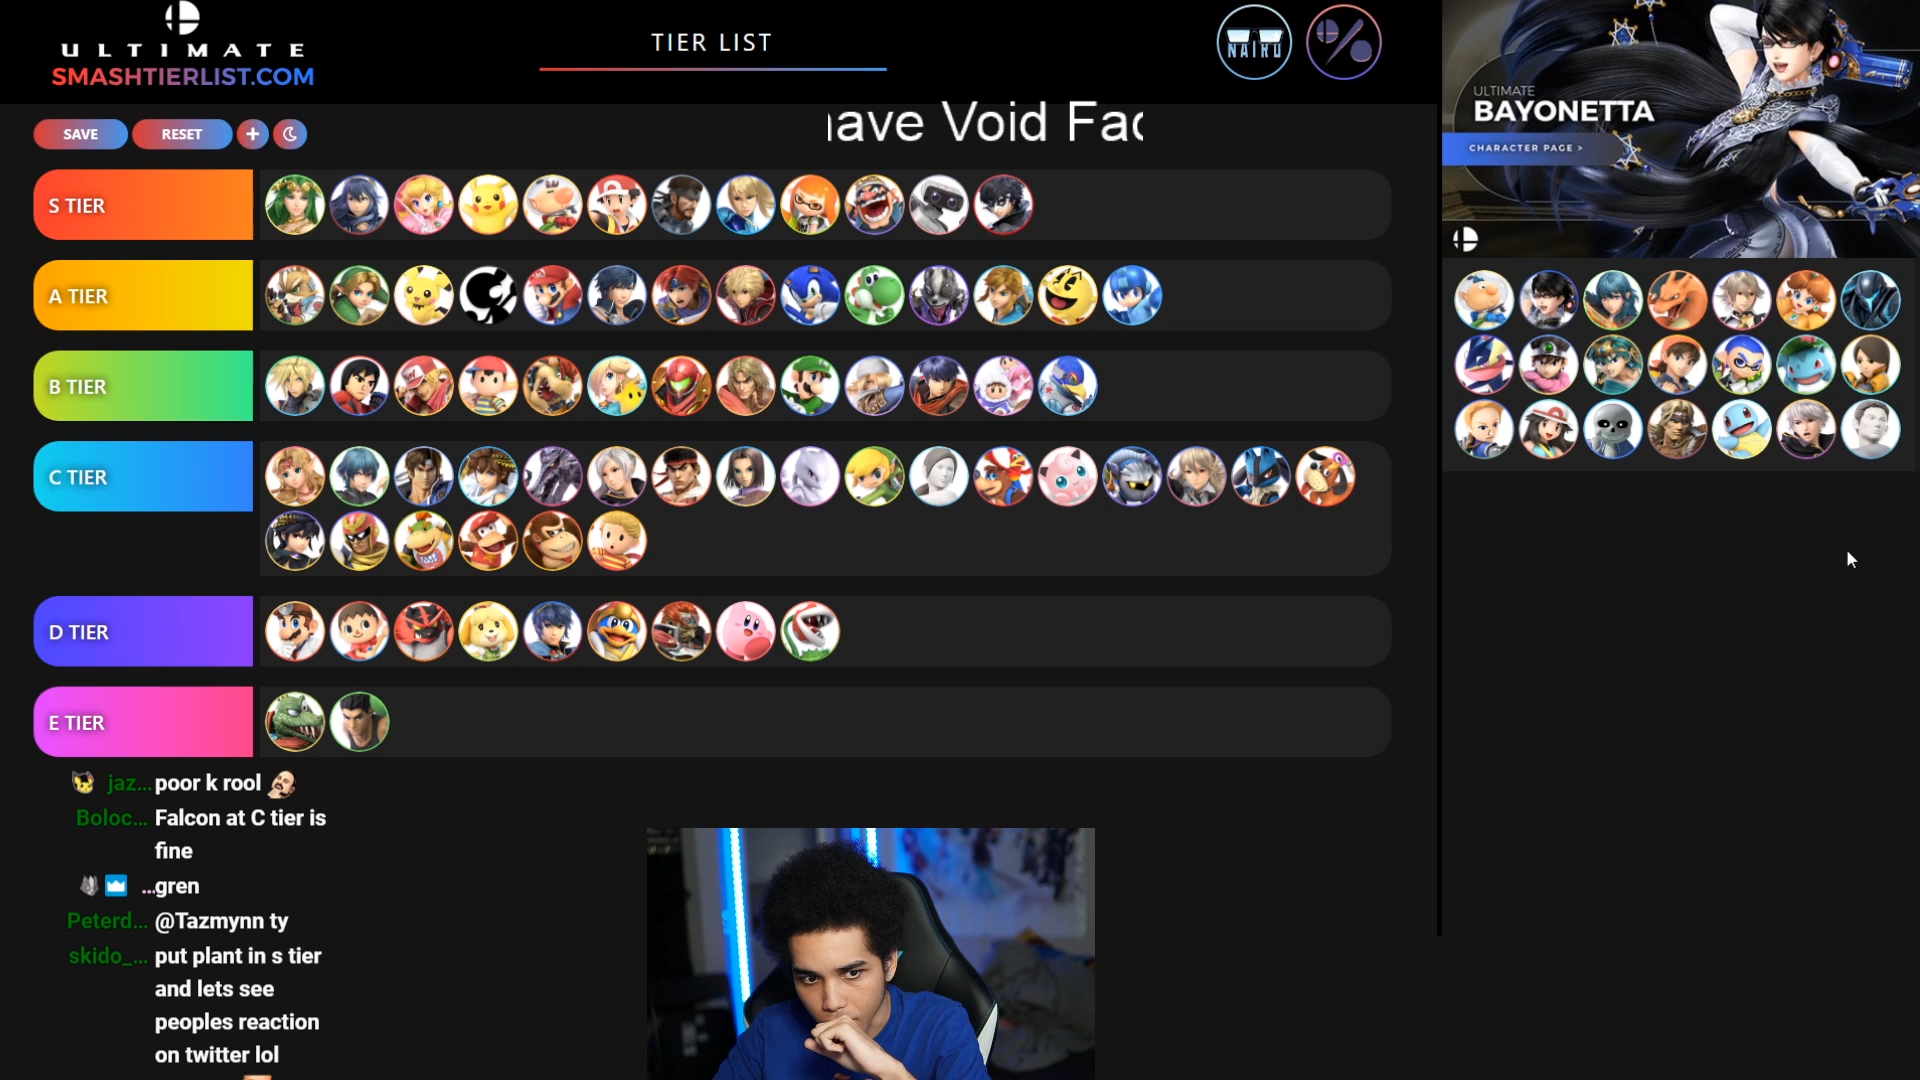 ULTIMATE
SMASHTIERLIST.COM
TIER LIST
NAIRO
ULTIMATE
BAYONETTA
CHARACTER PAGE >
SAVE
RESET
+
ave Void Fac
S TIER
A TIER
B TIER
C TIER
D TIER
E TIER
jaz... poor k rool
Boloc... Falcon at C tier is
fine
...gren
Peterd... @Tazmynn ty
skido_... put plant in s tier
and lets see
peoples reaction
on twitter lol